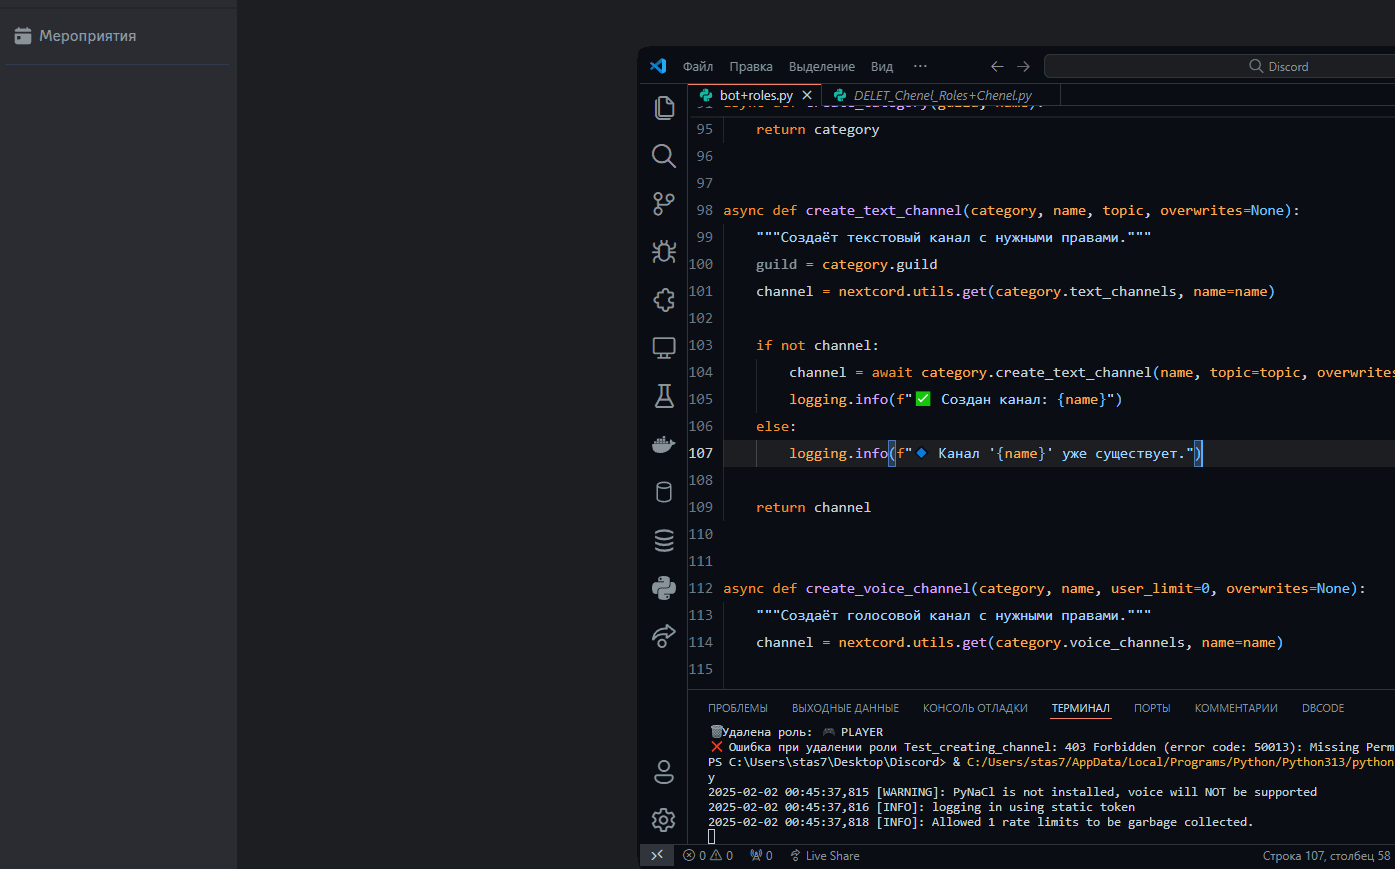 Мероприятия
Файл Правка Выделение Вид ··· Discord
bot+roles.py DELET_Chenel_Roles+Chenel.py
95 return category
96
97
98 async def create_text_channel(category, name, topic, overwrites=None):
99 """Создаёт текстовый канал с нужными правами."""
100 guild = category.guild
101 channel = nextcord.utils.get(category.text_channels, name=name)
102
103 if not channel:
104 channel = await category.create_text_channel(name, topic=topic, overwrites
105 logging.info(f"✅ Создан канал: {name}")
106 else:
107 logging.info(f"🔹 Канал '{name}' уже существует.")
108
109 return channel
110
111
112 async def create_voice_channel(category, name, user_limit=0, overwrites=None):
113 """Создаёт голосовой канал с нужными правами."""
114 channel = nextcord.utils.get(category.voice_channels, name=name)
115
ПРОБЛЕМЫ ВЫХОДНЫЕ ДАННЫЕ КОНСОЛЬ ОТЛАДКИ ТЕРМИНАЛ ПОРТЫ КОММЕНТАРИИ DBCODE
🗑Удалена роль: 🎮 PLAYER
❌ Ошибка при удалении роли Test_creating_channel: 403 Forbidden (error code: 50013): Missing Perm
PS C:\Users\stas7\Desktop\Discord> & C:/Users/stas7/AppData/Local/Programs/Python/Python313/python
y
2025-02-02 00:45:37,815 [WARNING]: PyNaCl is not installed, voice will NOT be supported
2025-02-02 00:45:37,816 [INFO]: logging in using static token
2025-02-02 00:45:37,818 [INFO]: Allowed 1 rate limits to be garbage collected.
0 0 0 Live Share Строка 107, столбец 58